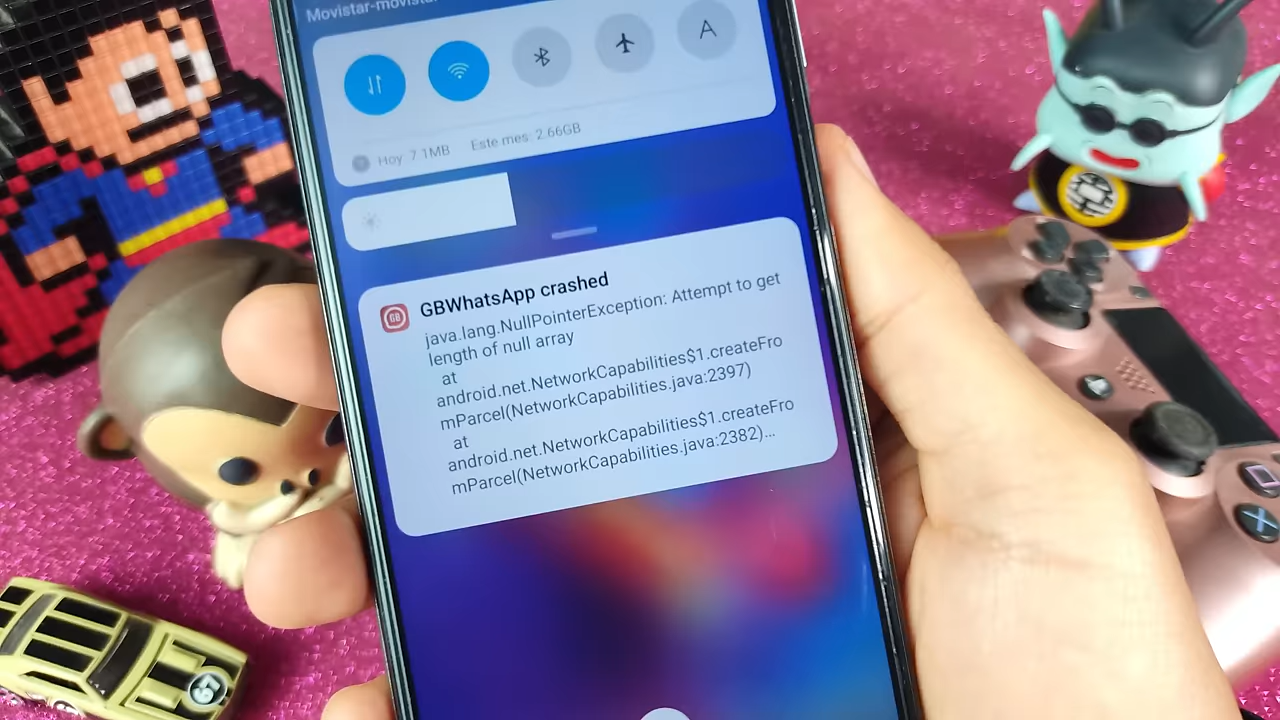 Movistar-movistar
A
Hoy: 7.1MB Este mes: 2.66GB
GB
GBWhatsApp crashed
java.lang.NullPointerException: Attempt to get
length of null array
at
android.net.NetworkCapabilities$1.createFro
mParcel(NetworkCapabilities.java:2397)
at
android.net.NetworkCapabilities$1.createFro
mParcel(NetworkCapabilities.java:2382)...